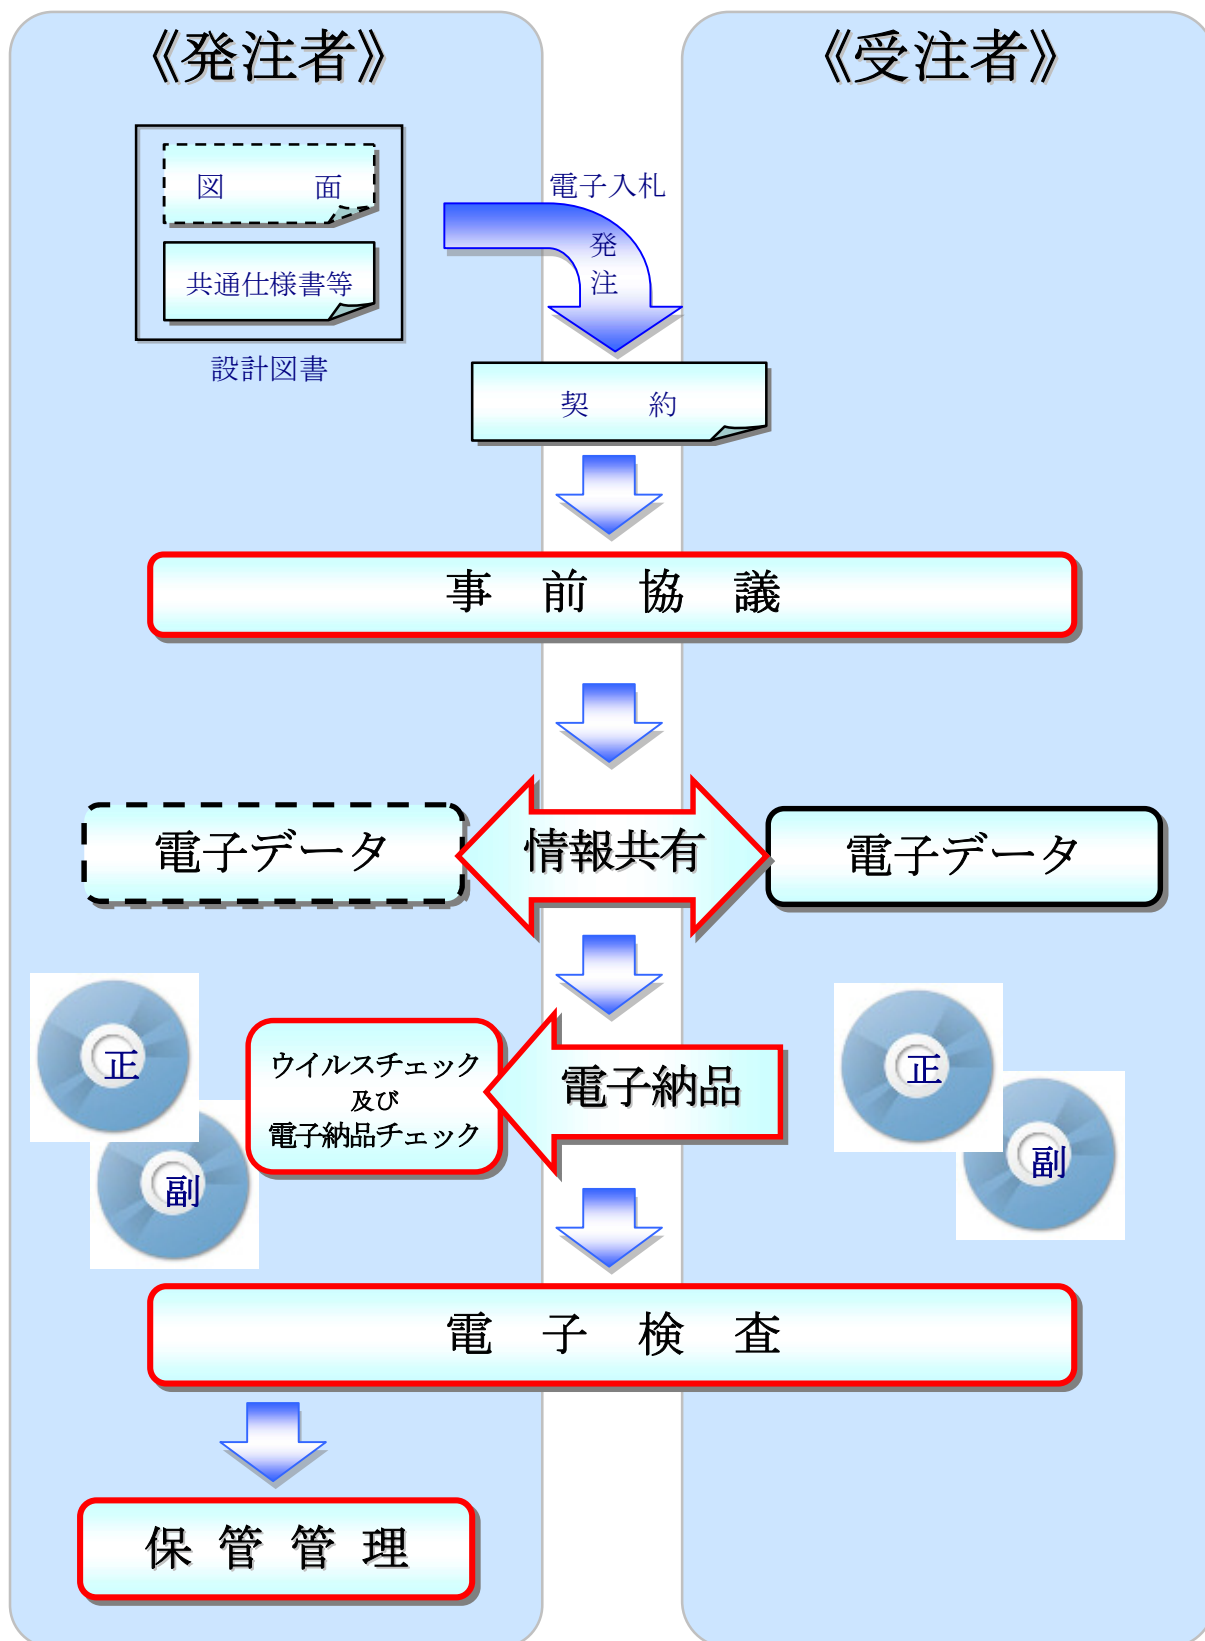 《発注者》
《受注者》
図 面
共通仕様書等
設計図書
電子入札
発
注
契 約
事 前 協 議
電子データ
情報共有
電子データ
正
副
ウイルスチェック
及び
電子納品チェック
電子納品
正
副
電 子 検 査
保 管 管 理